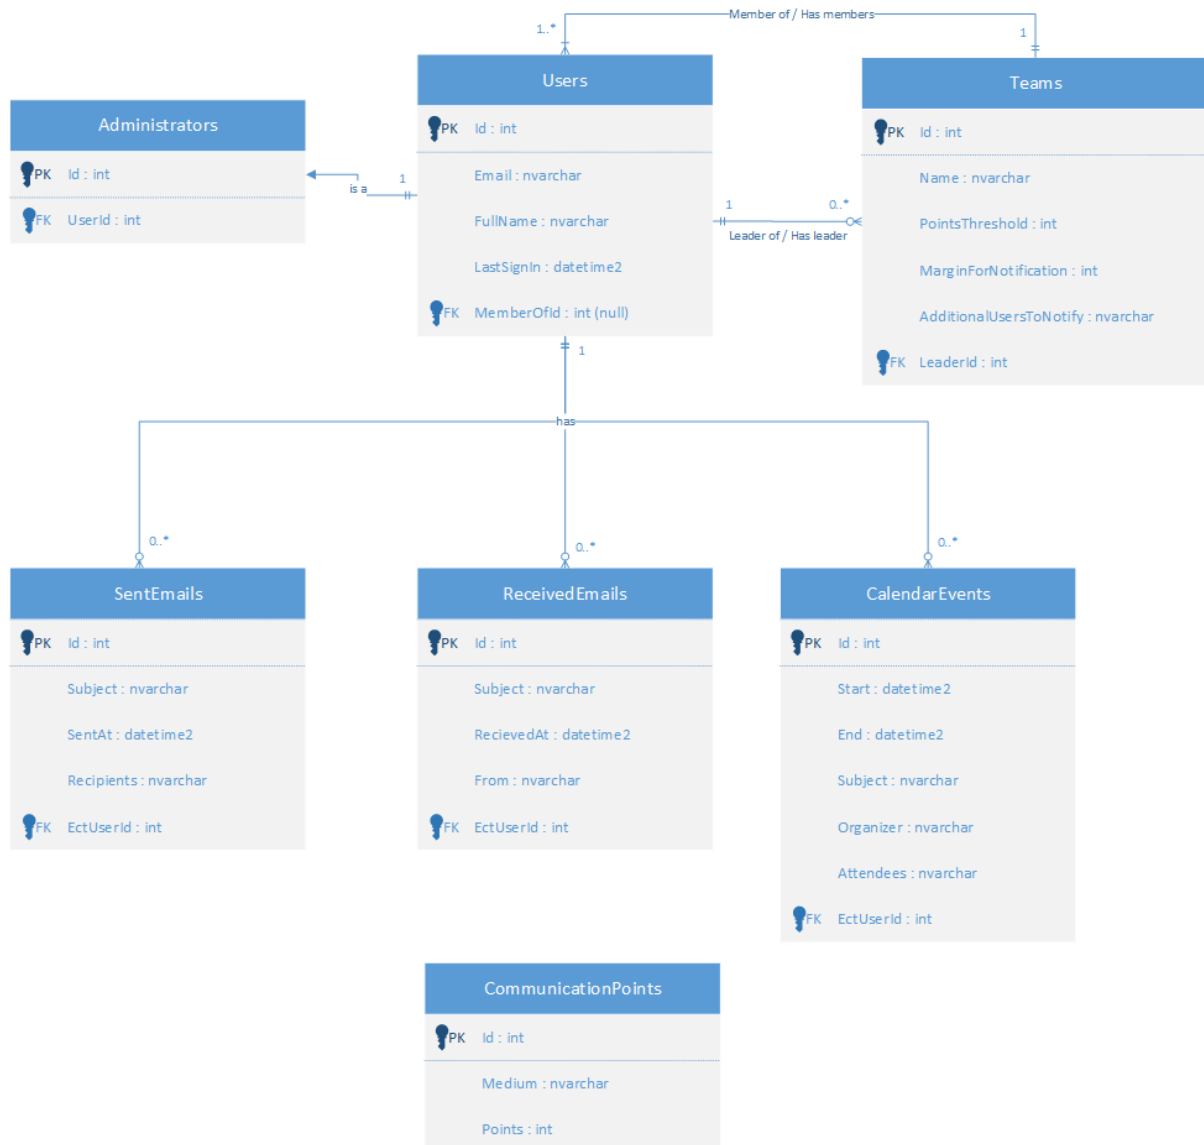 Member of / Has members
1..*
1
Users
PK Id : int
Email : nvarchar
FullName : nvarchar
LastSignIn : datetime2
FK MemberOfId : int (null)
Teams
PK Id : int
Name : nvarchar
PointsThreshold : int
MarginForNotification : int
AdditionalUsersToNotify : nvarchar
FK LeaderId : int
Administrators
PK Id : int
FK UserId : int
is a
1
1
0..*
Leader of / Has leader
1
has
0..*
0..*
0..*
SentEmails
PK Id : int
Subject : nvarchar
SentAt : datetime2
Recipients : nvarchar
FK EctUserId : int
ReceivedEmails
PK Id : int
Subject : nvarchar
RecievedAt : datetime2
From : nvarchar
FK EctUserId : int
CalendarEvents
PK Id : int
Start : datetime2
End : datetime2
Subject : nvarchar
Organizer : nvarchar
Attendees : nvarchar
FK EctUserId : int
CommunicationPoints
PK Id : int
Medium : nvarchar
Points : int